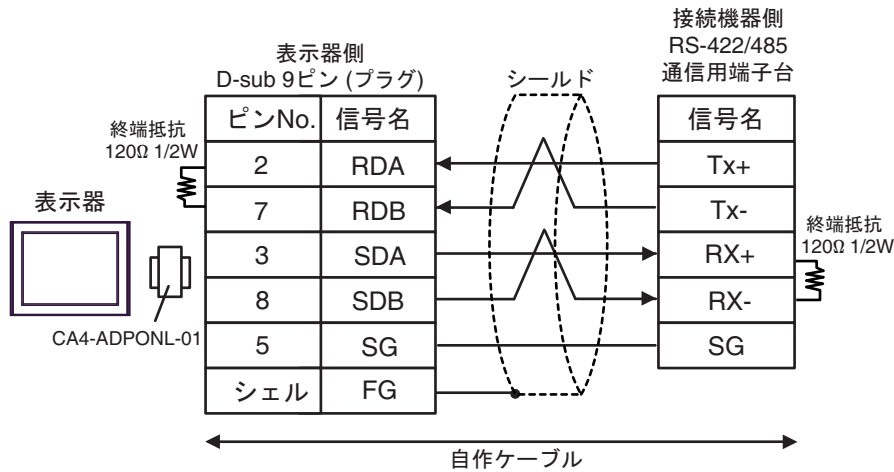 接続機器側
RS-422/485
通信用端子台
表示器側
D-sub 9ピン (プラグ)
シールド
終端抵抗
120Ω 1/2W
表示器
CA4-ADPONL-01
ピンNo. 信号名
2 RDA
7 RDB
3 SDA
8 SDB
5 SG
シェル FG
信号名
Tx+
Tx-
RX+
RX-
SG
終端抵抗
120Ω 1/2W
自作ケーブル